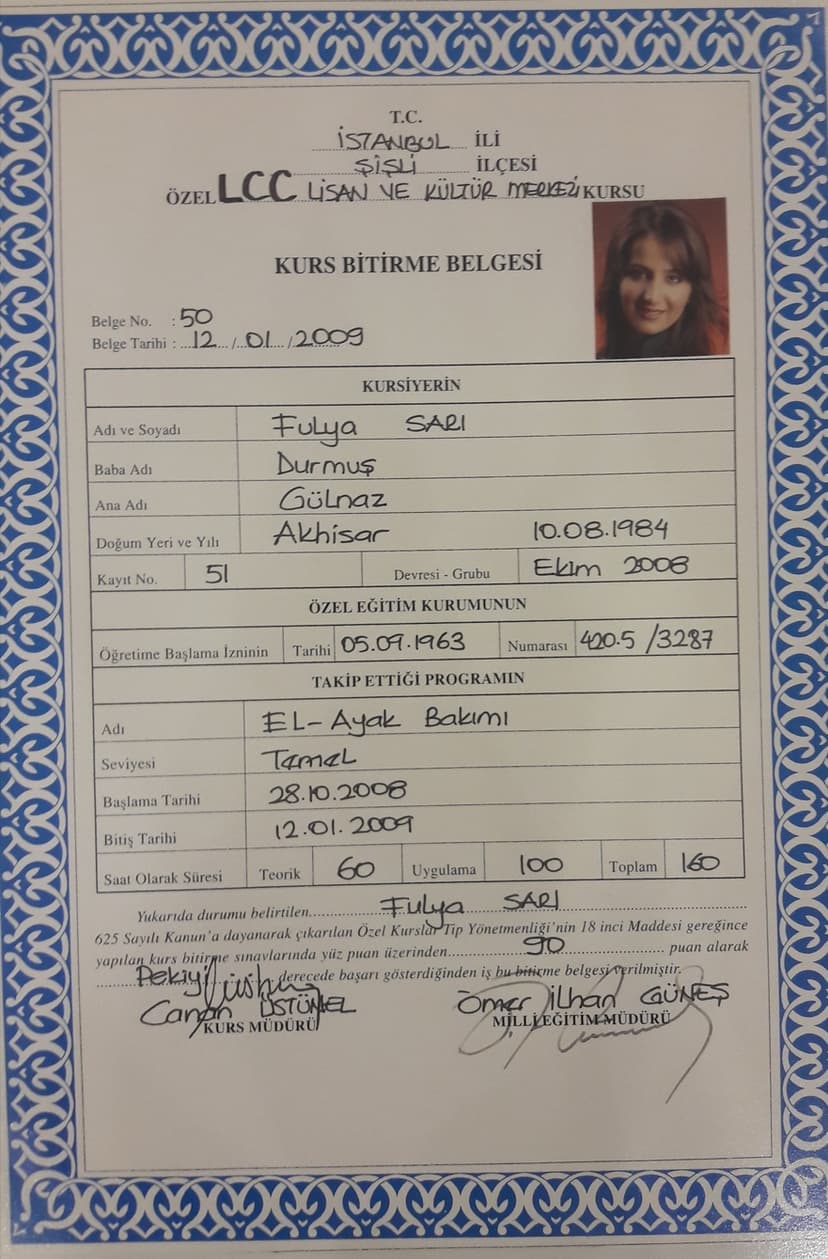 T.C.
İSTANBUL İLİ
ŞİŞLİ İLÇESİ
ÖZEL LCC LİSAN VE KÜLTÜR MERKEZİ KURSU
KURS BİTİRME BELGESİ
Belge No. : 50
Belge Tarihi : 12 / 01 / 2009
KURSİYERİN
Adı ve Soyadı Fulya SARI
Baba Adı Durmuş
Ana Adı Gülnaz
Doğum Yeri ve Yılı Akhisar 10.08.1984
Kayıt No. 51 Devresi - Grubu Ekim 2008
ÖZEL EĞİTİM KURUMUNUN
Öğretime Başlama İzninin Tarihi 05.09.1963 Numarası 420.5 /3287
TAKİP ETTİĞİ PROGRAMIN
Adı EL-Ayak Bakımı
Seviyesi Temel
Başlama Tarihi 28.10.2008
Bitiş Tarihi 12.01.2009
Saat Olarak Süresi Teorik 60 Uygulama 100 Toplam 160
Yukarıda durumu belirtilen Fulya SARI
625 Sayılı Kanun'a dayanarak çıkarılan Özel Kurslar Tip Yönetmenliği'nin 18 inci Maddesi gereğince
yapılan kurs bitirme sınavlarında yüz puan üzerinden 90 puan alarak
Pekiyi derecede başarı gösterdiğinden iş bu bitirme belgesi verilmiştir.
Canan ÜSTÜNEL Ömer İlhan GÜNEŞ
KURS MÜDÜRÜ MİLLİ EĞİTİM MÜDÜRÜ